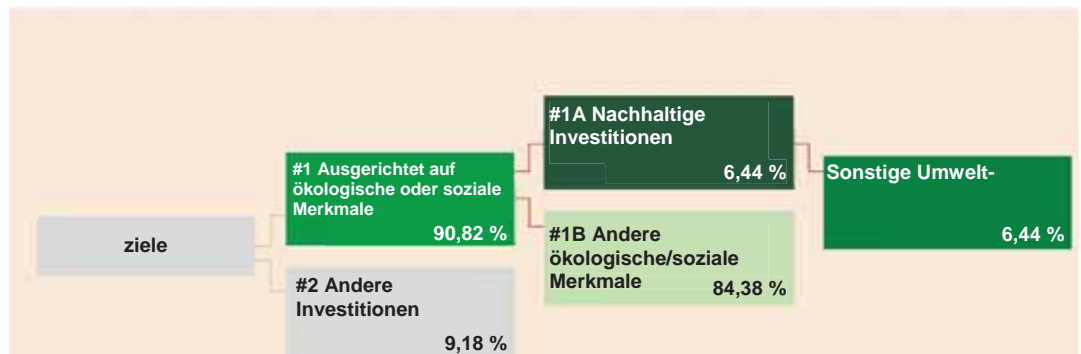 ziele
#1 Ausgerichtet auf
ökologische oder soziale
Merkmale
90,82 %
#2 Andere
Investitionen
9,18 %
#1A Nachhaltige
Investitionen
6,44 %
#1B Andere
ökologische/soziale
Merkmale 84,38 %
Sonstige Umwelt-
6,44 %